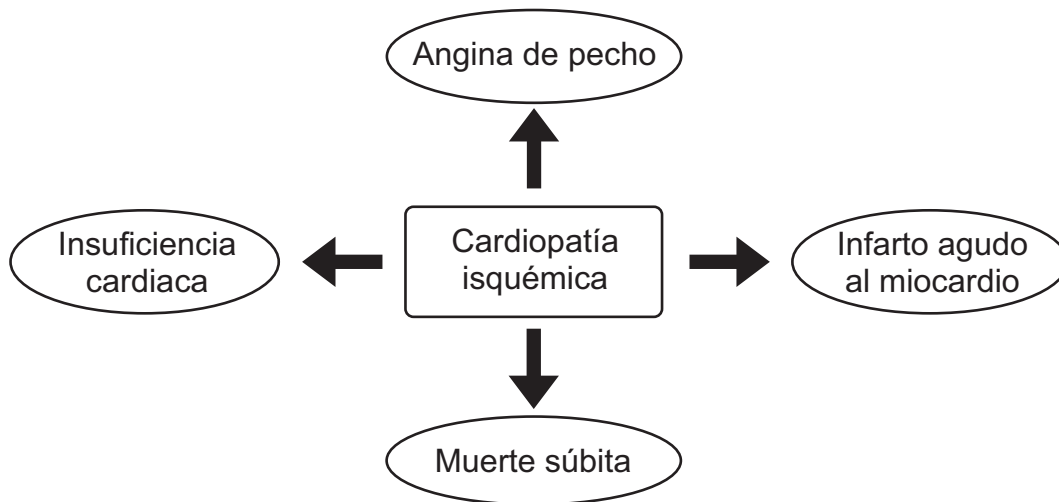 Angina de pecho
Insuficiencia
cardiaca
Cardiopatía
isquémica
Infarto agudo
al miocardio
Muerte súbita